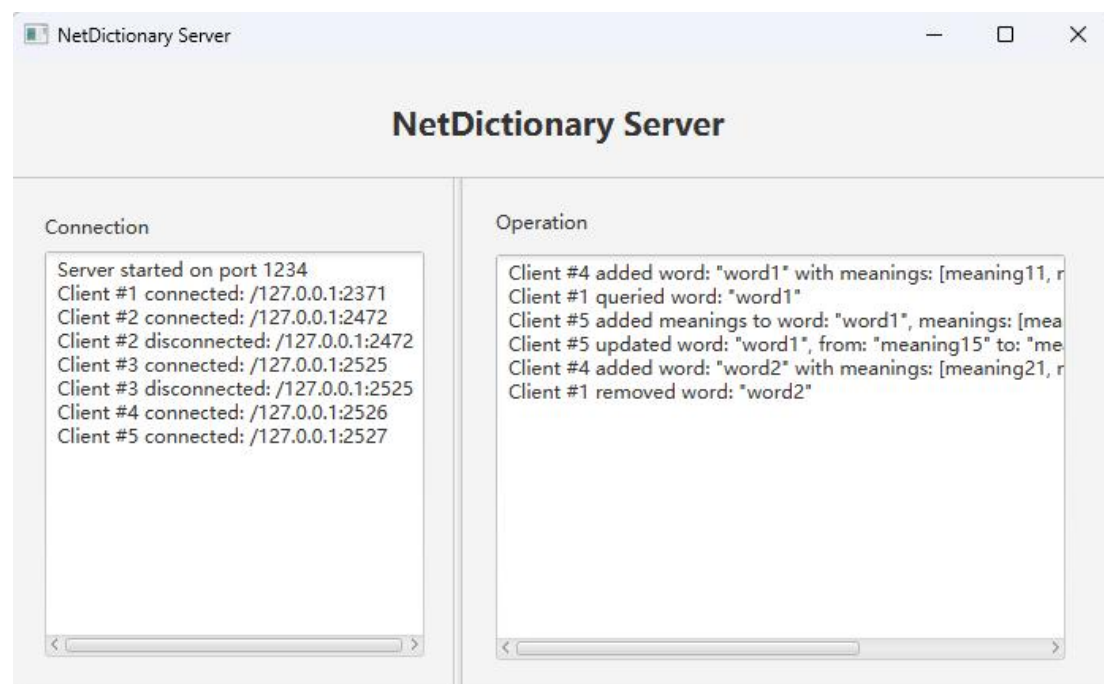 NetDictionary Server
NetDictionary Server
Connection
Server started on port 1234
Client #1 connected: /127.0.0.1:2371
Client #2 connected: /127.0.0.1:2472
Client #2 disconnected: /127.0.0.1:2472
Client #3 connected: /127.0.0.1:2525
Client #3 disconnected: /127.0.0.1:2525
Client #4 connected: /127.0.0.1:2526
Client #5 connected: /127.0.0.1:2527
Operation
Client #4 added word: "word1" with meanings: [meaning11,
Client #1 queried word: "word1"
Client #5 added meanings to word: "word1", meanings: [mea
Client #5 updated word: "word1", from: "meaning15" to: "me
Client #4 added word: "word2" with meanings: [meaning21,
Client #1 removed word: "word2"